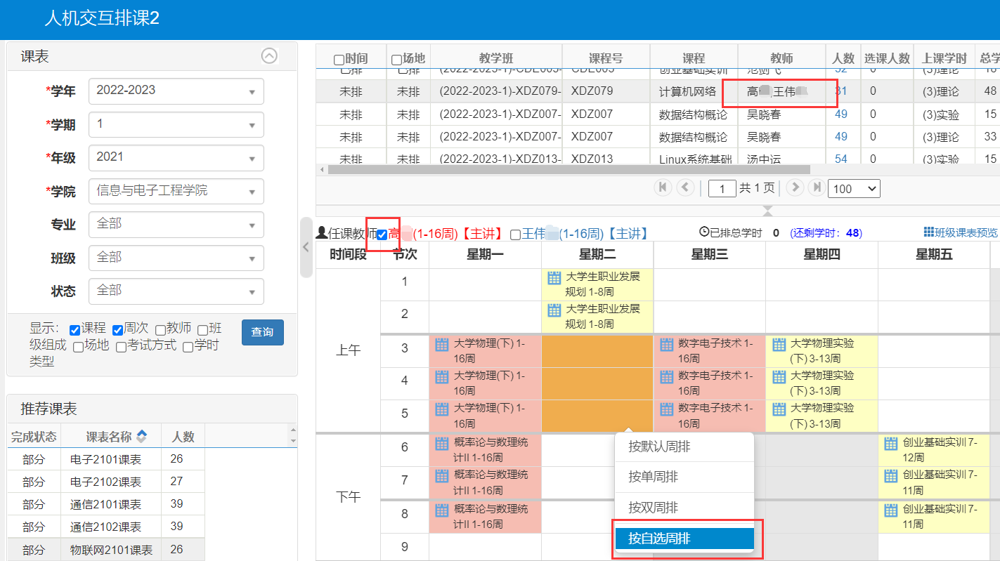 人机交互排课2
课表
*学年 2022-2023
*学期 1
*年级 2021
*学院 信息与电子工程学院
专业 全部
班级 全部
状态 全部
显示: 课程 周次 教师 班
级组成 场地 考试方式 学时
类型
查询
推荐课表
完成状态 课表名称 人数
部分 电子2101课表 26
部分 电子2102课表 27
部分 通信2101课表 39
部分 通信2102课表 39
部分 物联网2101课表 26
时间 场地 教学班 课程号 课程 教师 人数 选课人数 上课学时 总学
已排 (2022-2023-1)-CDE005- CDE005 创业基础实训 0 (3)理论
未排 未排 (2022-2023-1)-XDZ079- XDZ079 计算机网络 高 王伟 31 0 (3)理论 48
未排 未排 (2022-2023-1)-XDZ007- XDZ007 数据结构概论 吴晓春 49 0 (3)实验 15
未排 未排 (2022-2023-1)-XDZ007- XDZ007 数据结构概论 吴晓春 49 0 (3)理论 33
未排 未排 (2022-2023-1)-XDZ013- XDZ013 Linux系统基础 汤中运 54 0 (3)实验 15
1 共 1 页 100
任课教师 高 (1-16周)【主讲】 王伟 (1-16周)【主讲】 已排总学时 0 (还剩学时: 48) 班级课表预览
时间段 节次 星期一 星期二 星期三 星期四 星期五
上午
1 大学生职业发展
规划 1-8周
2 大学生职业发展
规划 1-8周
3 大学物理(下) 1- 数字电子技术 1- 大学物理实验
16周 16周 (下) 3-13周
4 大学物理(下) 1- 数字电子技术 1- 大学物理实验
16周 16周 (下) 3-13周
5 大学物理(下) 1- 数字电子技术 1- 大学物理实验
16周 16周 (下) 3-13周
下午
6 概率论与数理统 创业基础实训 7-
计II 1-16周 12周
7 概率论与数理统 创业基础实训 7-
计II 1-16周 11周
8 概率论与数理统 创业基础实训 7-
计II 1-16周 11周
9
按默认周排
按单周排
按双周排
按自选周排